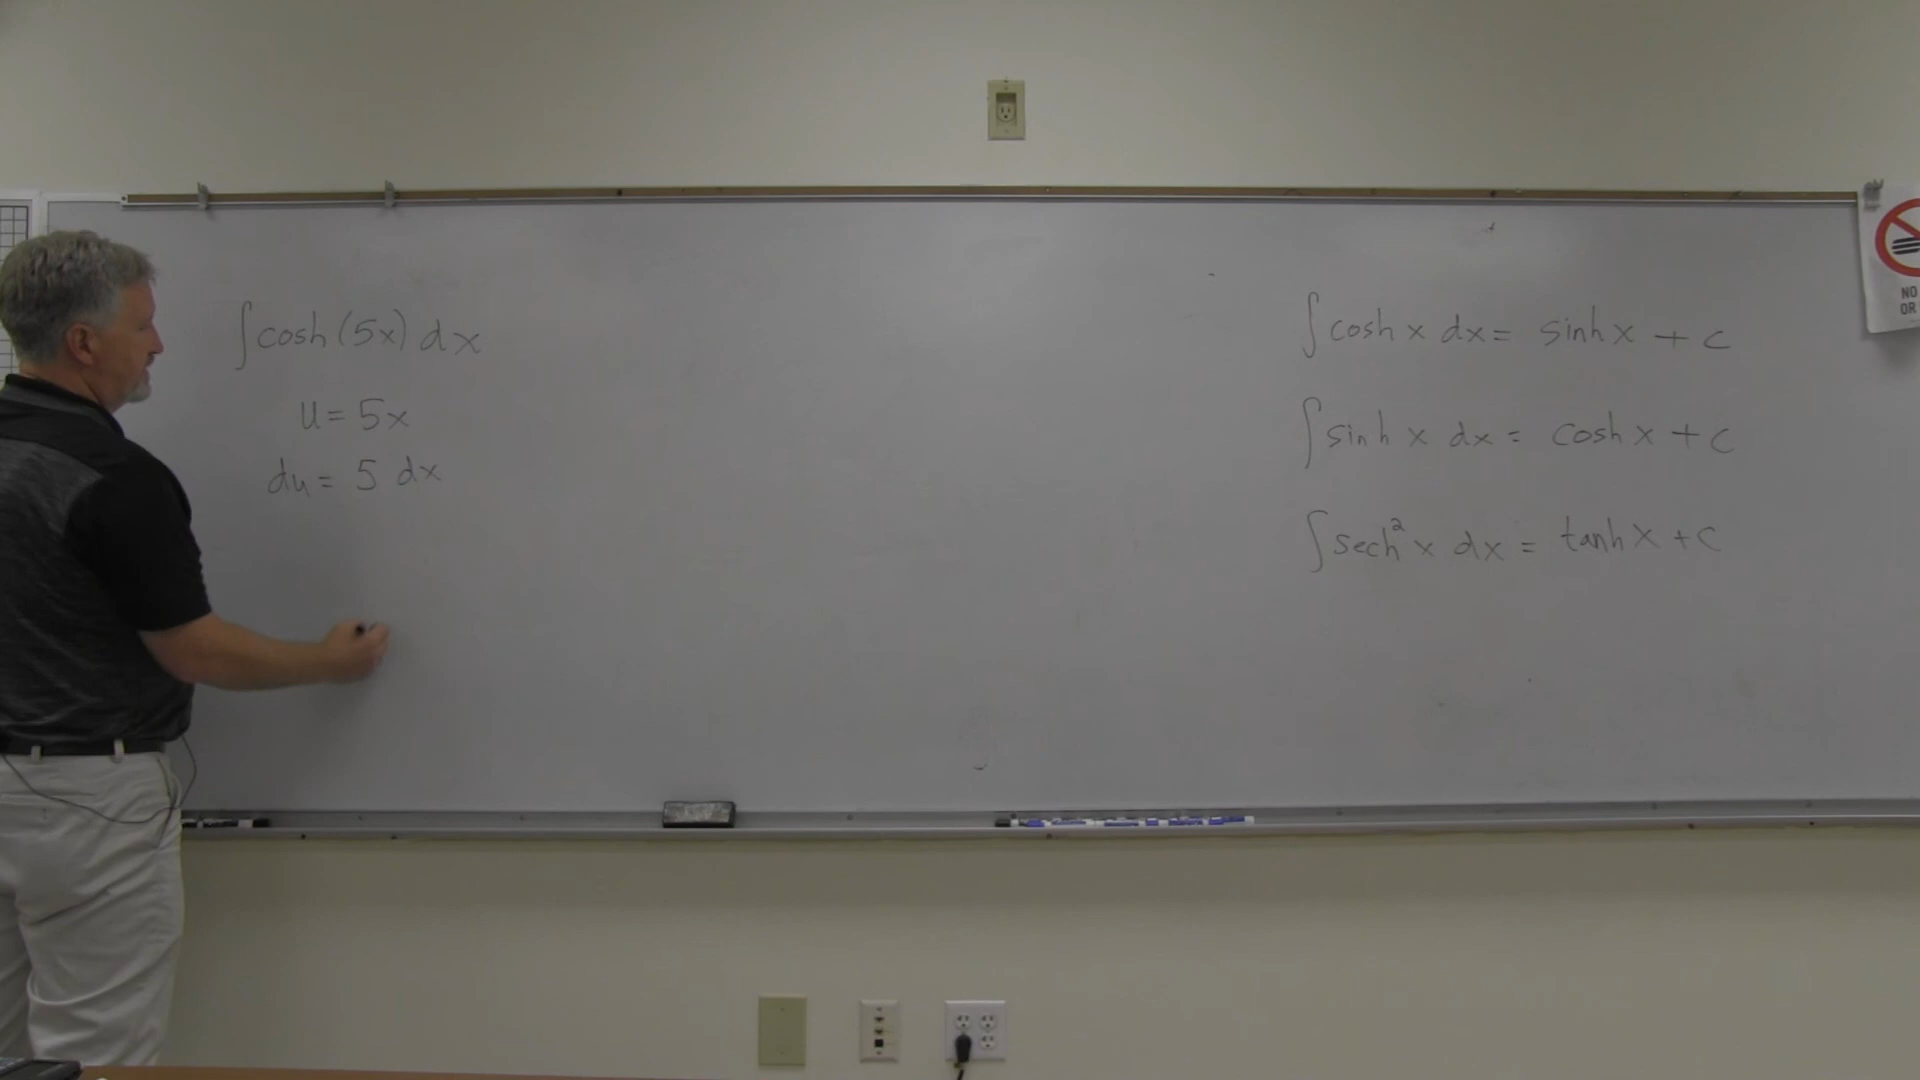 ∫cosh(5x) dx
u = 5x
du = 5 dx
∫cosh x dx = sinh x + c
∫sinh x dx = cosh x + c
∫sech² x dx = tanh x + c
NO
OR